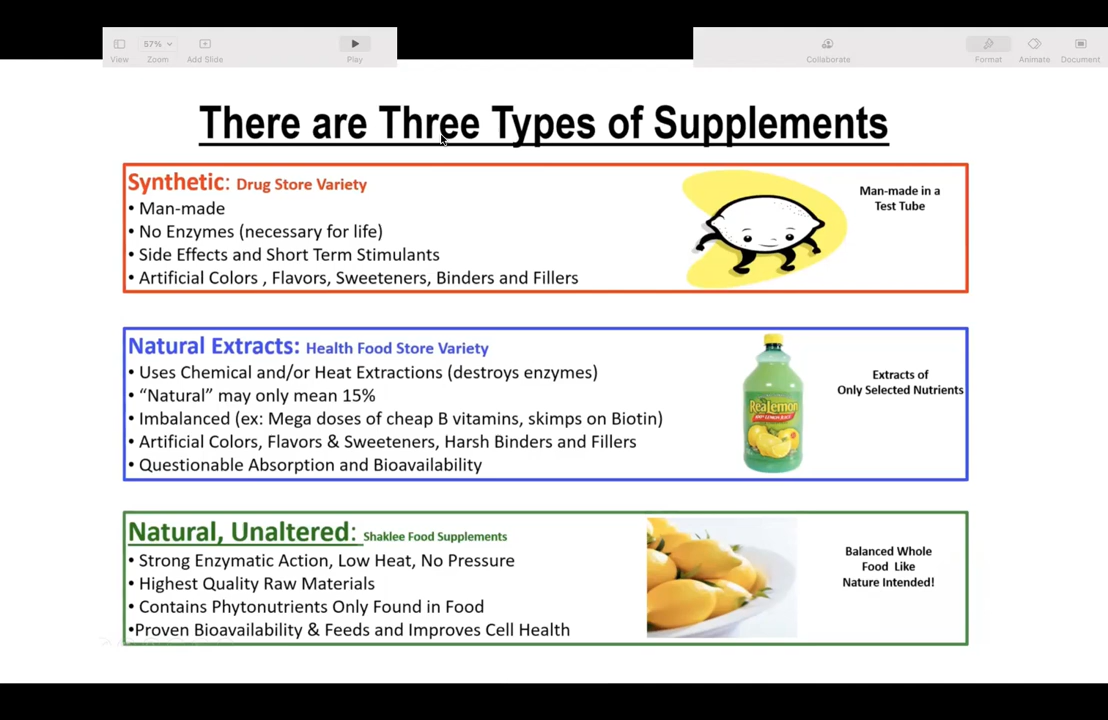 57%
View
Zoom
Add Slide
Play
Collaborate
Format
Animate
Document
There are Three Types of Supplements
Synthetic: Drug Store Variety
• Man-made
• No Enzymes (necessary for life)
• Side Effects and Short Term Stimulants
• Artificial Colors , Flavors, Sweeteners, Binders and Fillers
Man-made in a
Test Tube
Natural Extracts: Health Food Store Variety
• Uses Chemical and/or Heat Extractions (destroys enzymes)
• “Natural” may only mean 15%
• Imbalanced (ex: Mega doses of cheap B vitamins, skimps on Biotin)
• Artificial Colors, Flavors & Sweeteners, Harsh Binders and Fillers
• Questionable Absorption and Bioavailability
ReaLemon
Extracts of
Only Selected Nutrients
Natural, Unaltered: Shaklee Food Supplements
• Strong Enzymatic Action, Low Heat, No Pressure
• Highest Quality Raw Materials
• Contains Phytonutrients Only Found in Food
•Proven Bioavailability & Feeds and Improves Cell Health
Balanced Whole
Food Like
Nature Intended!